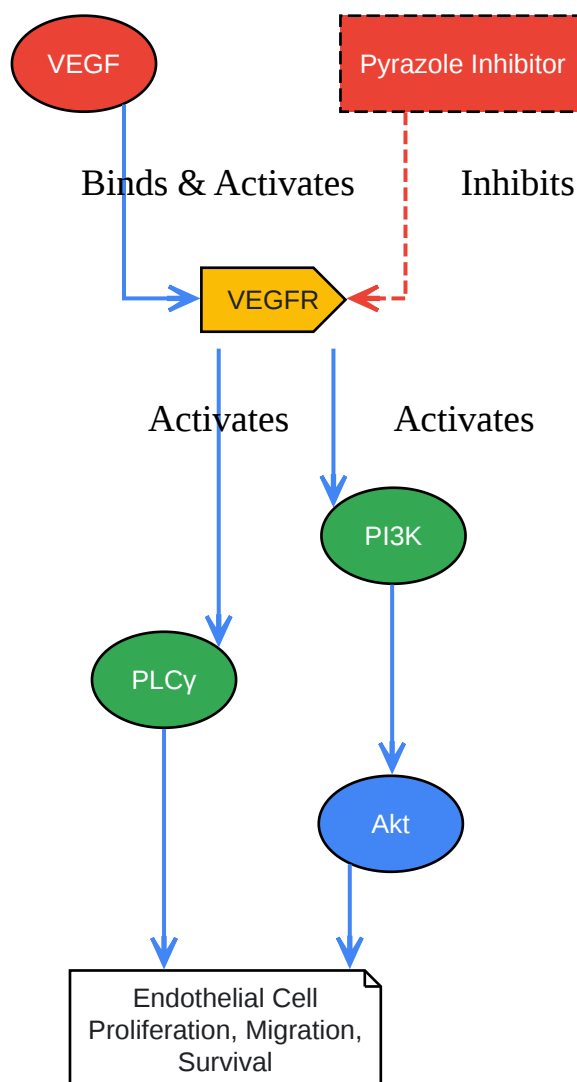 VEGF
Pyrazole Inhibitor
Binds & Activates
Inhibits
VEGFR
Activates
Activates
PI3K
PLCγ
Akt
Endothelial Cell
Proliferation, Migration,
Survival